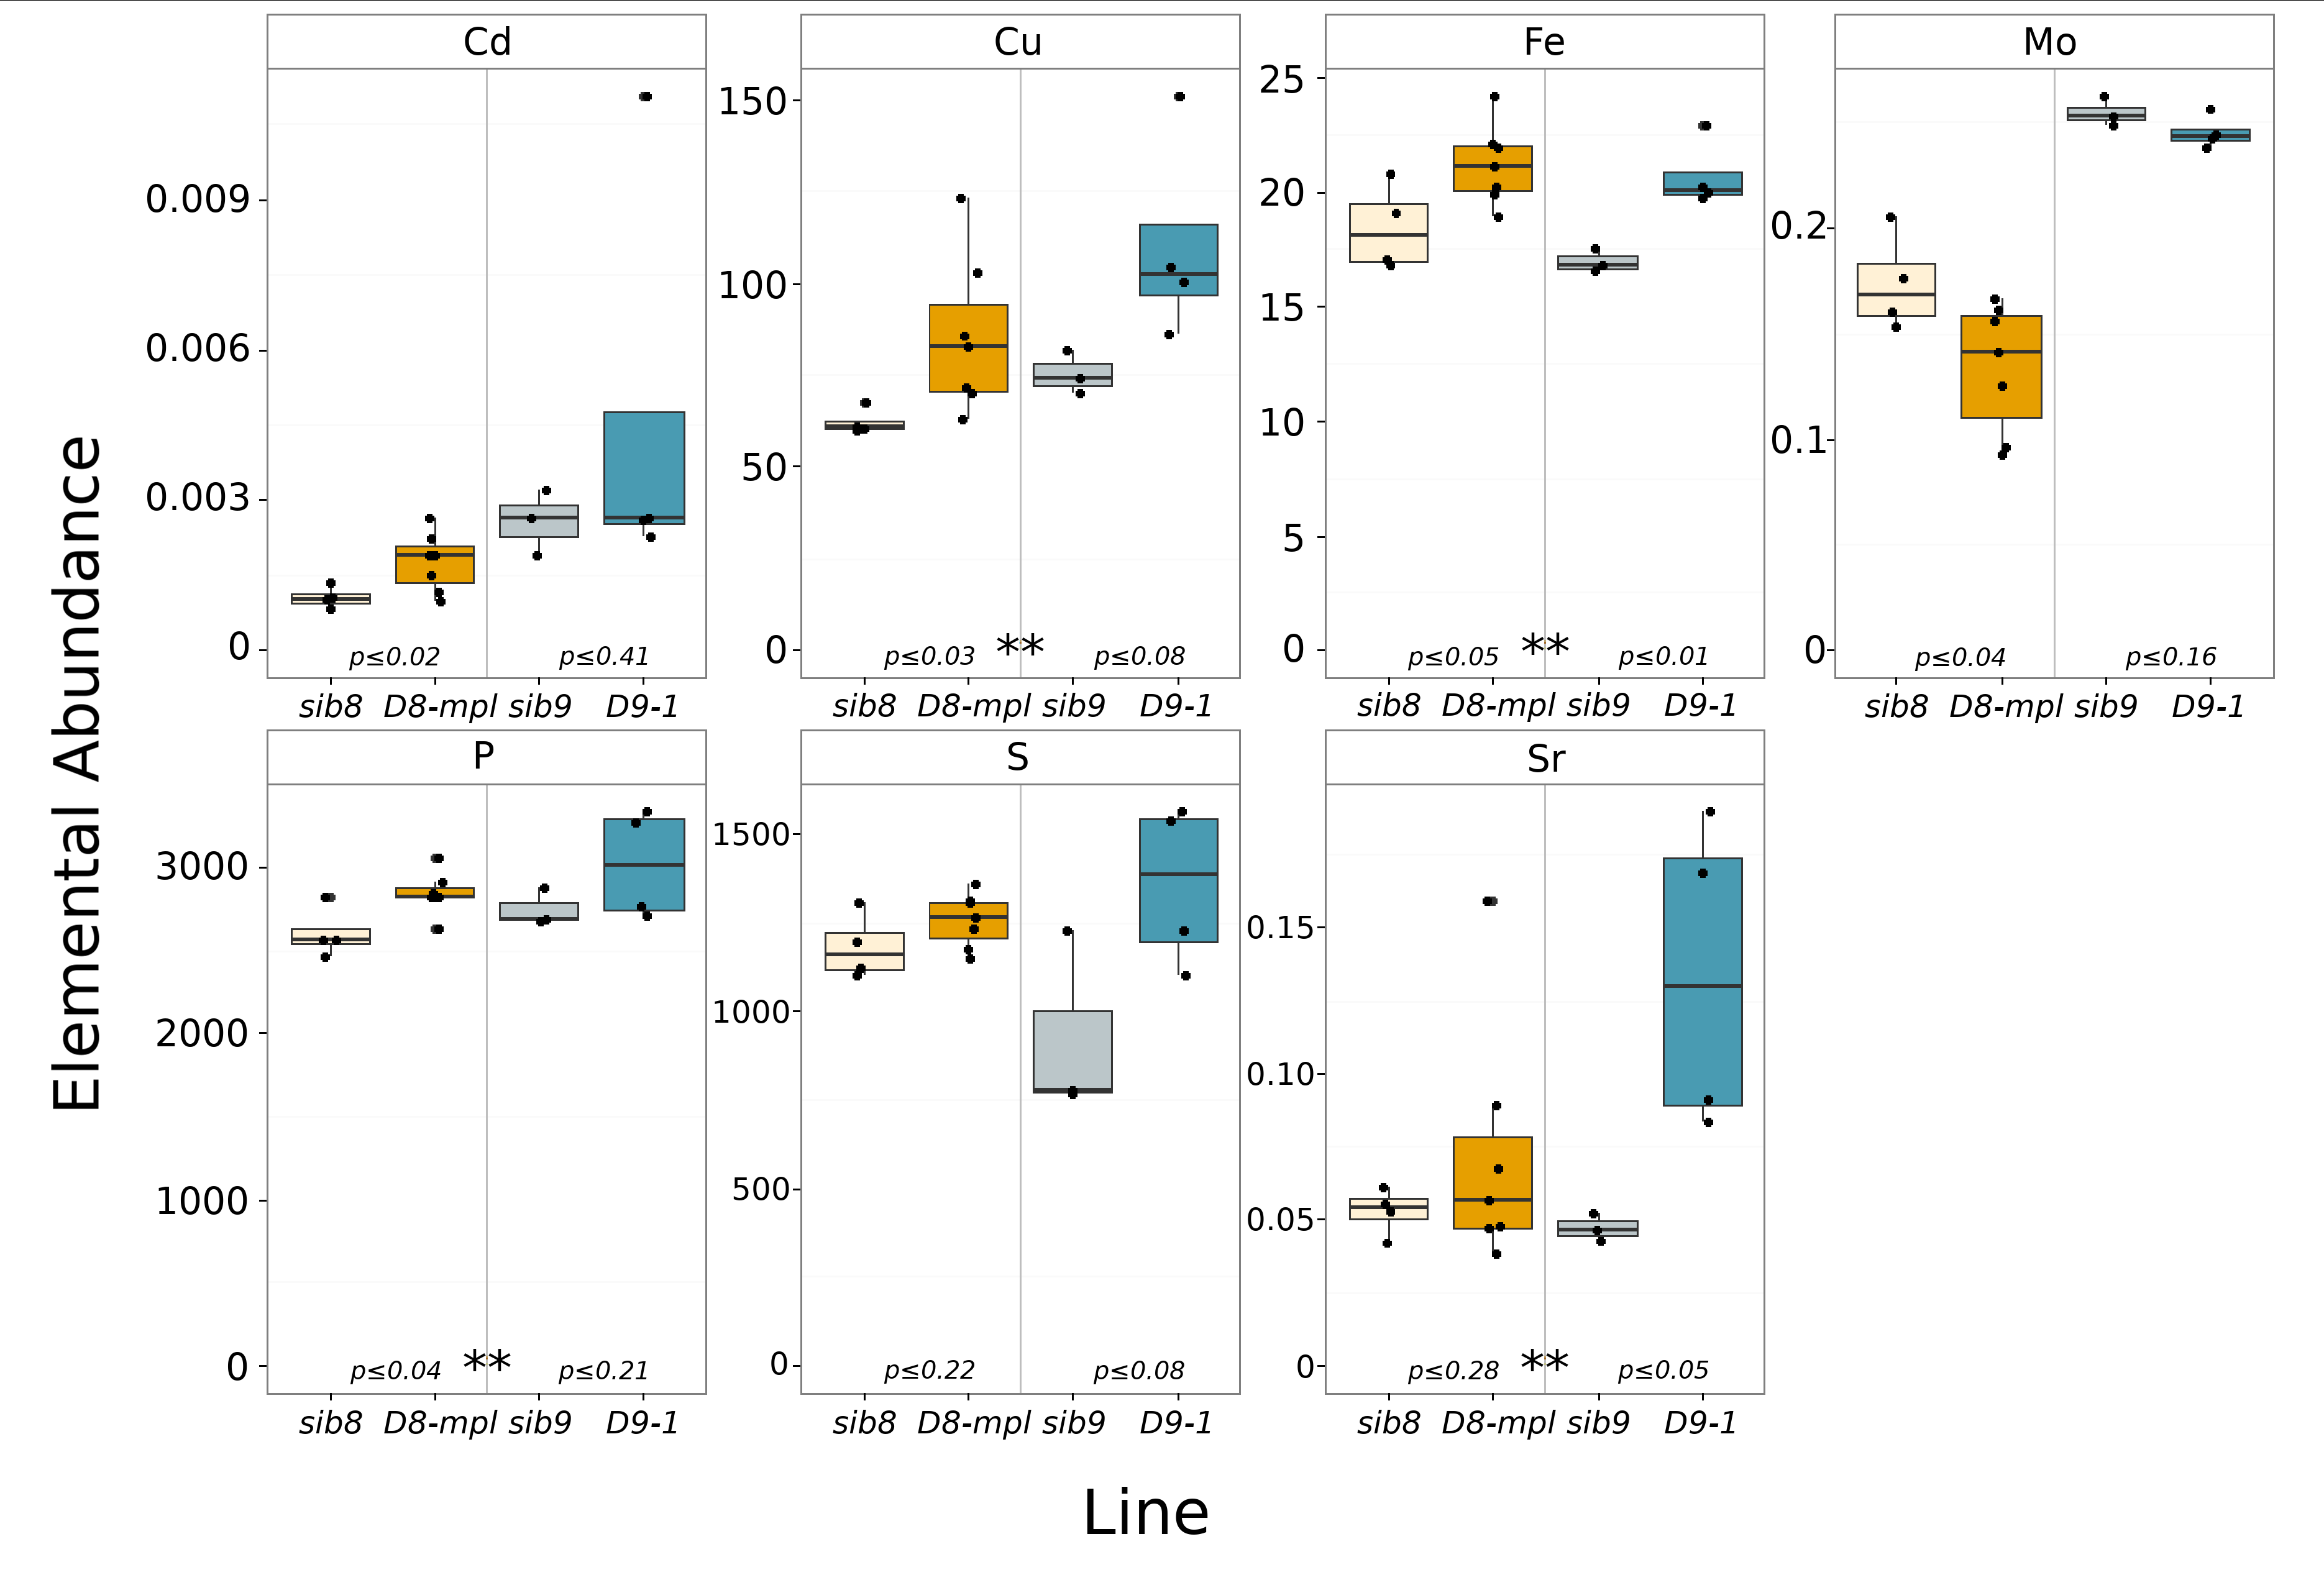 Cd
Cu
Fe
Mo
0.009
0.006
0.003
0
150
100
50
0
25
20
15
10
5
0
0.2
0.1
0
p≤0.02
p≤0.41
p≤0.03
**
p≤0.08
p≤0.05
**
p≤0.01
p≤0.04
p≤0.16
sib8 D8-mpl sib9 D9-1
sib8 D8-mpl sib9 D9-1
sib8 D8-mpl sib9 D9-1
sib8 D8-mpl sib9 D9-1
Elemental Abundance
P
S
Sr
3000
2000
1000
0
1500
1000
500
0
0.15
0.10
0.05
0
p≤0.04
**
p≤0.21
p≤0.22
p≤0.08
p≤0.28
**
p≤0.05
sib8 D8-mpl sib9 D9-1
sib8 D8-mpl sib9 D9-1
sib8 D8-mpl sib9 D9-1
Line